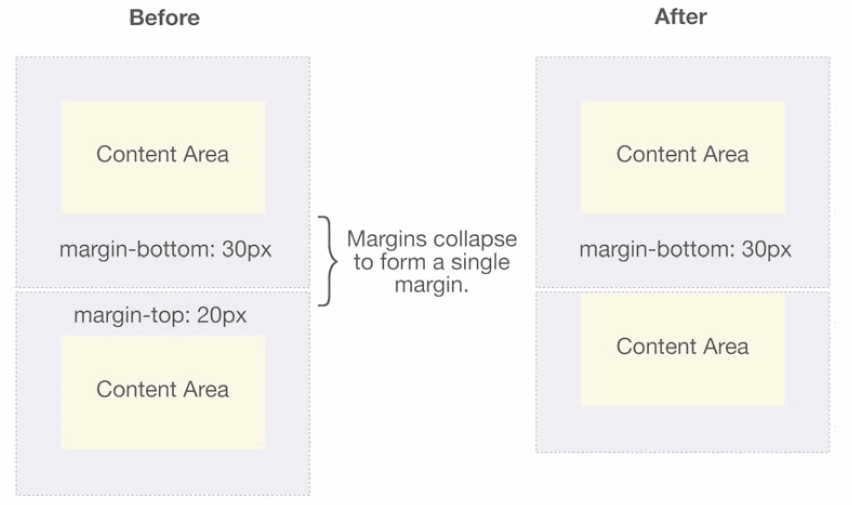 Before
After
Content Area
Content Area
margin-bottom: 30px
Margins collapse
to form a single
margin.
margin-bottom: 30px
margin-top: 20px
Content Area
Content Area